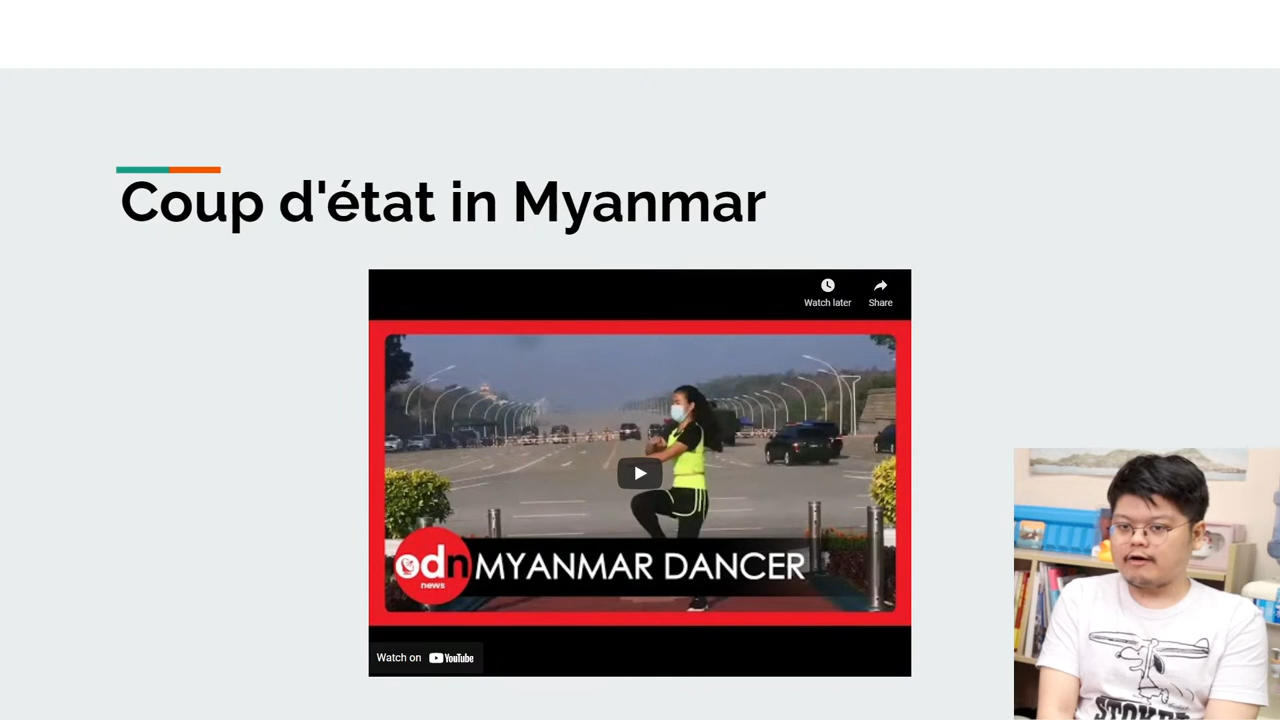 Coup d'état in Myanmar
Watch later
Share
odn
news
MYANMAR DANCER
Watch on YouTube